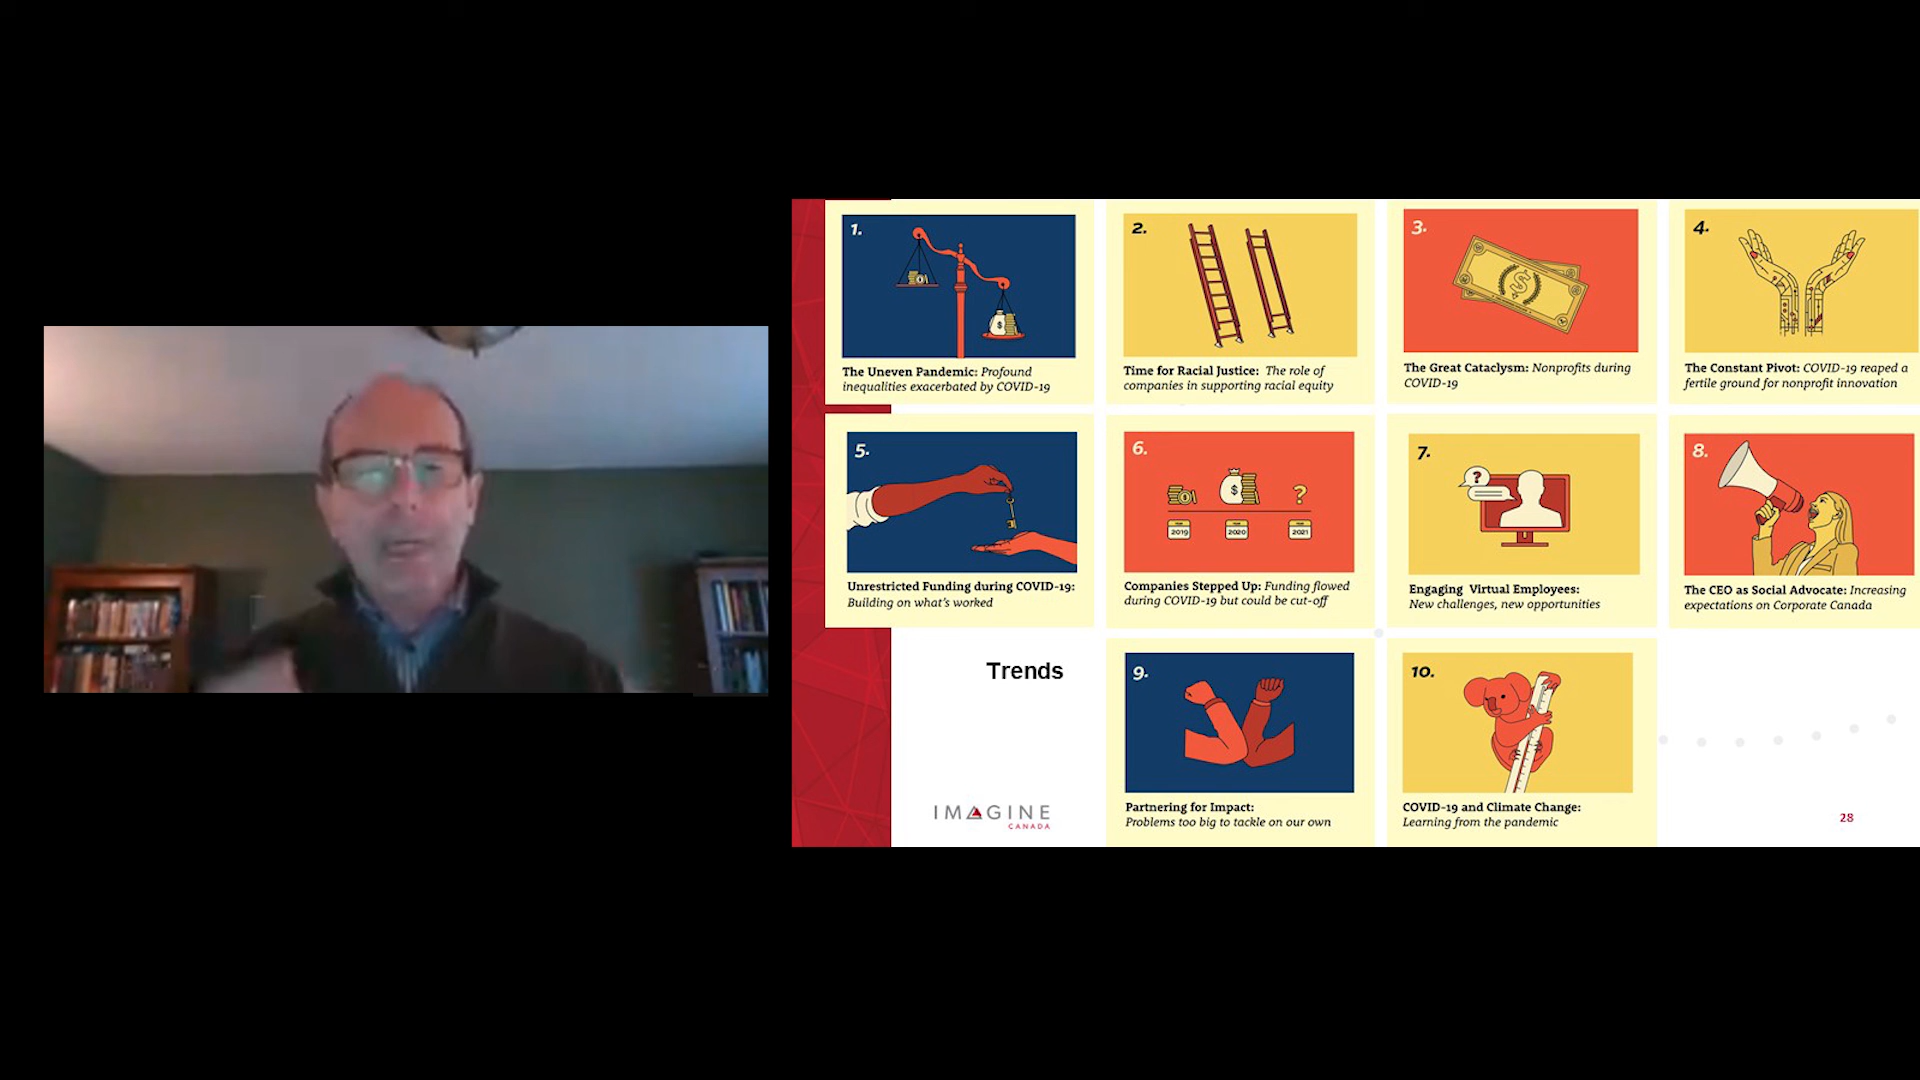 1.
The Uneven Pandemic: Profound
inequalities exacerbated by COVID-19
2.
Time for Racial Justice: The role of
companies in supporting racial equity
3.
$
The Great Cataclysm: Nonprofits during
COVID-19
4.
The Constant Pivot: COVID-19 reaped a
fertile ground for nonprofit innovation
5.
Unrestricted Funding during COVID-19:
Building on what's worked
6.
$
?
2019 2020 2021
Companies Stepped Up: Funding flowed
during COVID-19 but could be cut-off
7.
?
Engaging Virtual Employees:
New challenges, new opportunities
8.
The CEO as Social Advocate: Increasing
expectations on Corporate Canada
Trends
9.
Partnering for Impact:
Problems too big to tackle on our own
10.
COVID-19 and Climate Change:
Learning from the pandemic
IMAGINE
CANADA
28